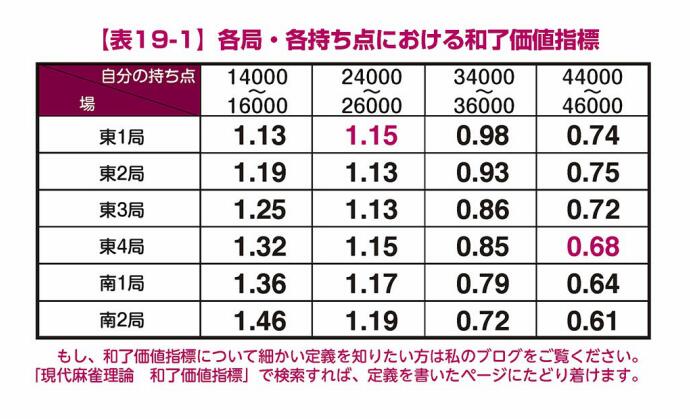 【表19-1】各局・各持ち点における和了価値指標
自分の持ち点
場
14000〜16000
24000〜26000
34000〜36000
44000〜46000
東1局 1.13 1.15 0.98 0.74
東2局 1.19 1.13 0.93 0.75
東3局 1.25 1.13 0.86 0.72
東4局 1.32 1.15 0.85 0.68
南1局 1.36 1.17 0.79 0.64
南2局 1.46 1.19 0.72 0.61
もし、和了価値指標について細かい定義を知りたい方は私のブログをご覧ください。
「現代麻雀理論　和了価値指標」で検索すれば、定義を書いたページにたどり着けます。